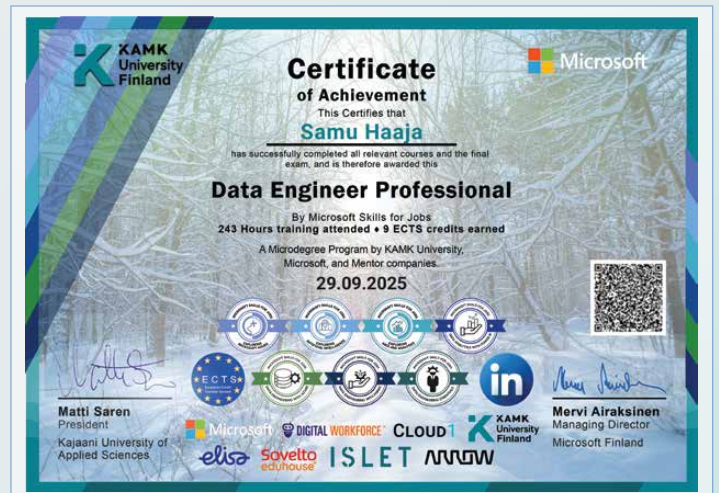 KAMK
University
Finland
Microsoft
Certificate
of Achievement
This Certifies that
Samu Haaja
has successfully completed all relevant courses and the final
exam, and is therefore awarded this
Data Engineer Professional
By Microsoft Skills for Jobs
243 Hours training attended ♦ 9 ECTS credits earned
A Microdegree Program by KAMK University,
Microsoft, and Mentor companies.
29.09.2025
ECTS
in
Matti Saren
President
Kajaani University of
Applied Sciences
Mervi Airaksinen
Managing Director
Microsoft Finland
Microsoft
DIGITAL WORKFORCE
CLOUD1
KAMK
University
Finland
elisa
Sovelto
eduhouse
ISLET
ARROW